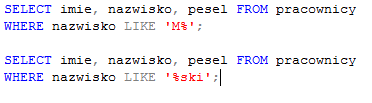 SELECT imie, nazwisko, pesel FROM pracownicy
WHERE nazwisko LIKE 'M%';
SELECT imie, nazwisko, pesel FROM pracownicy
WHERE nazwisko LIKE '%ski';